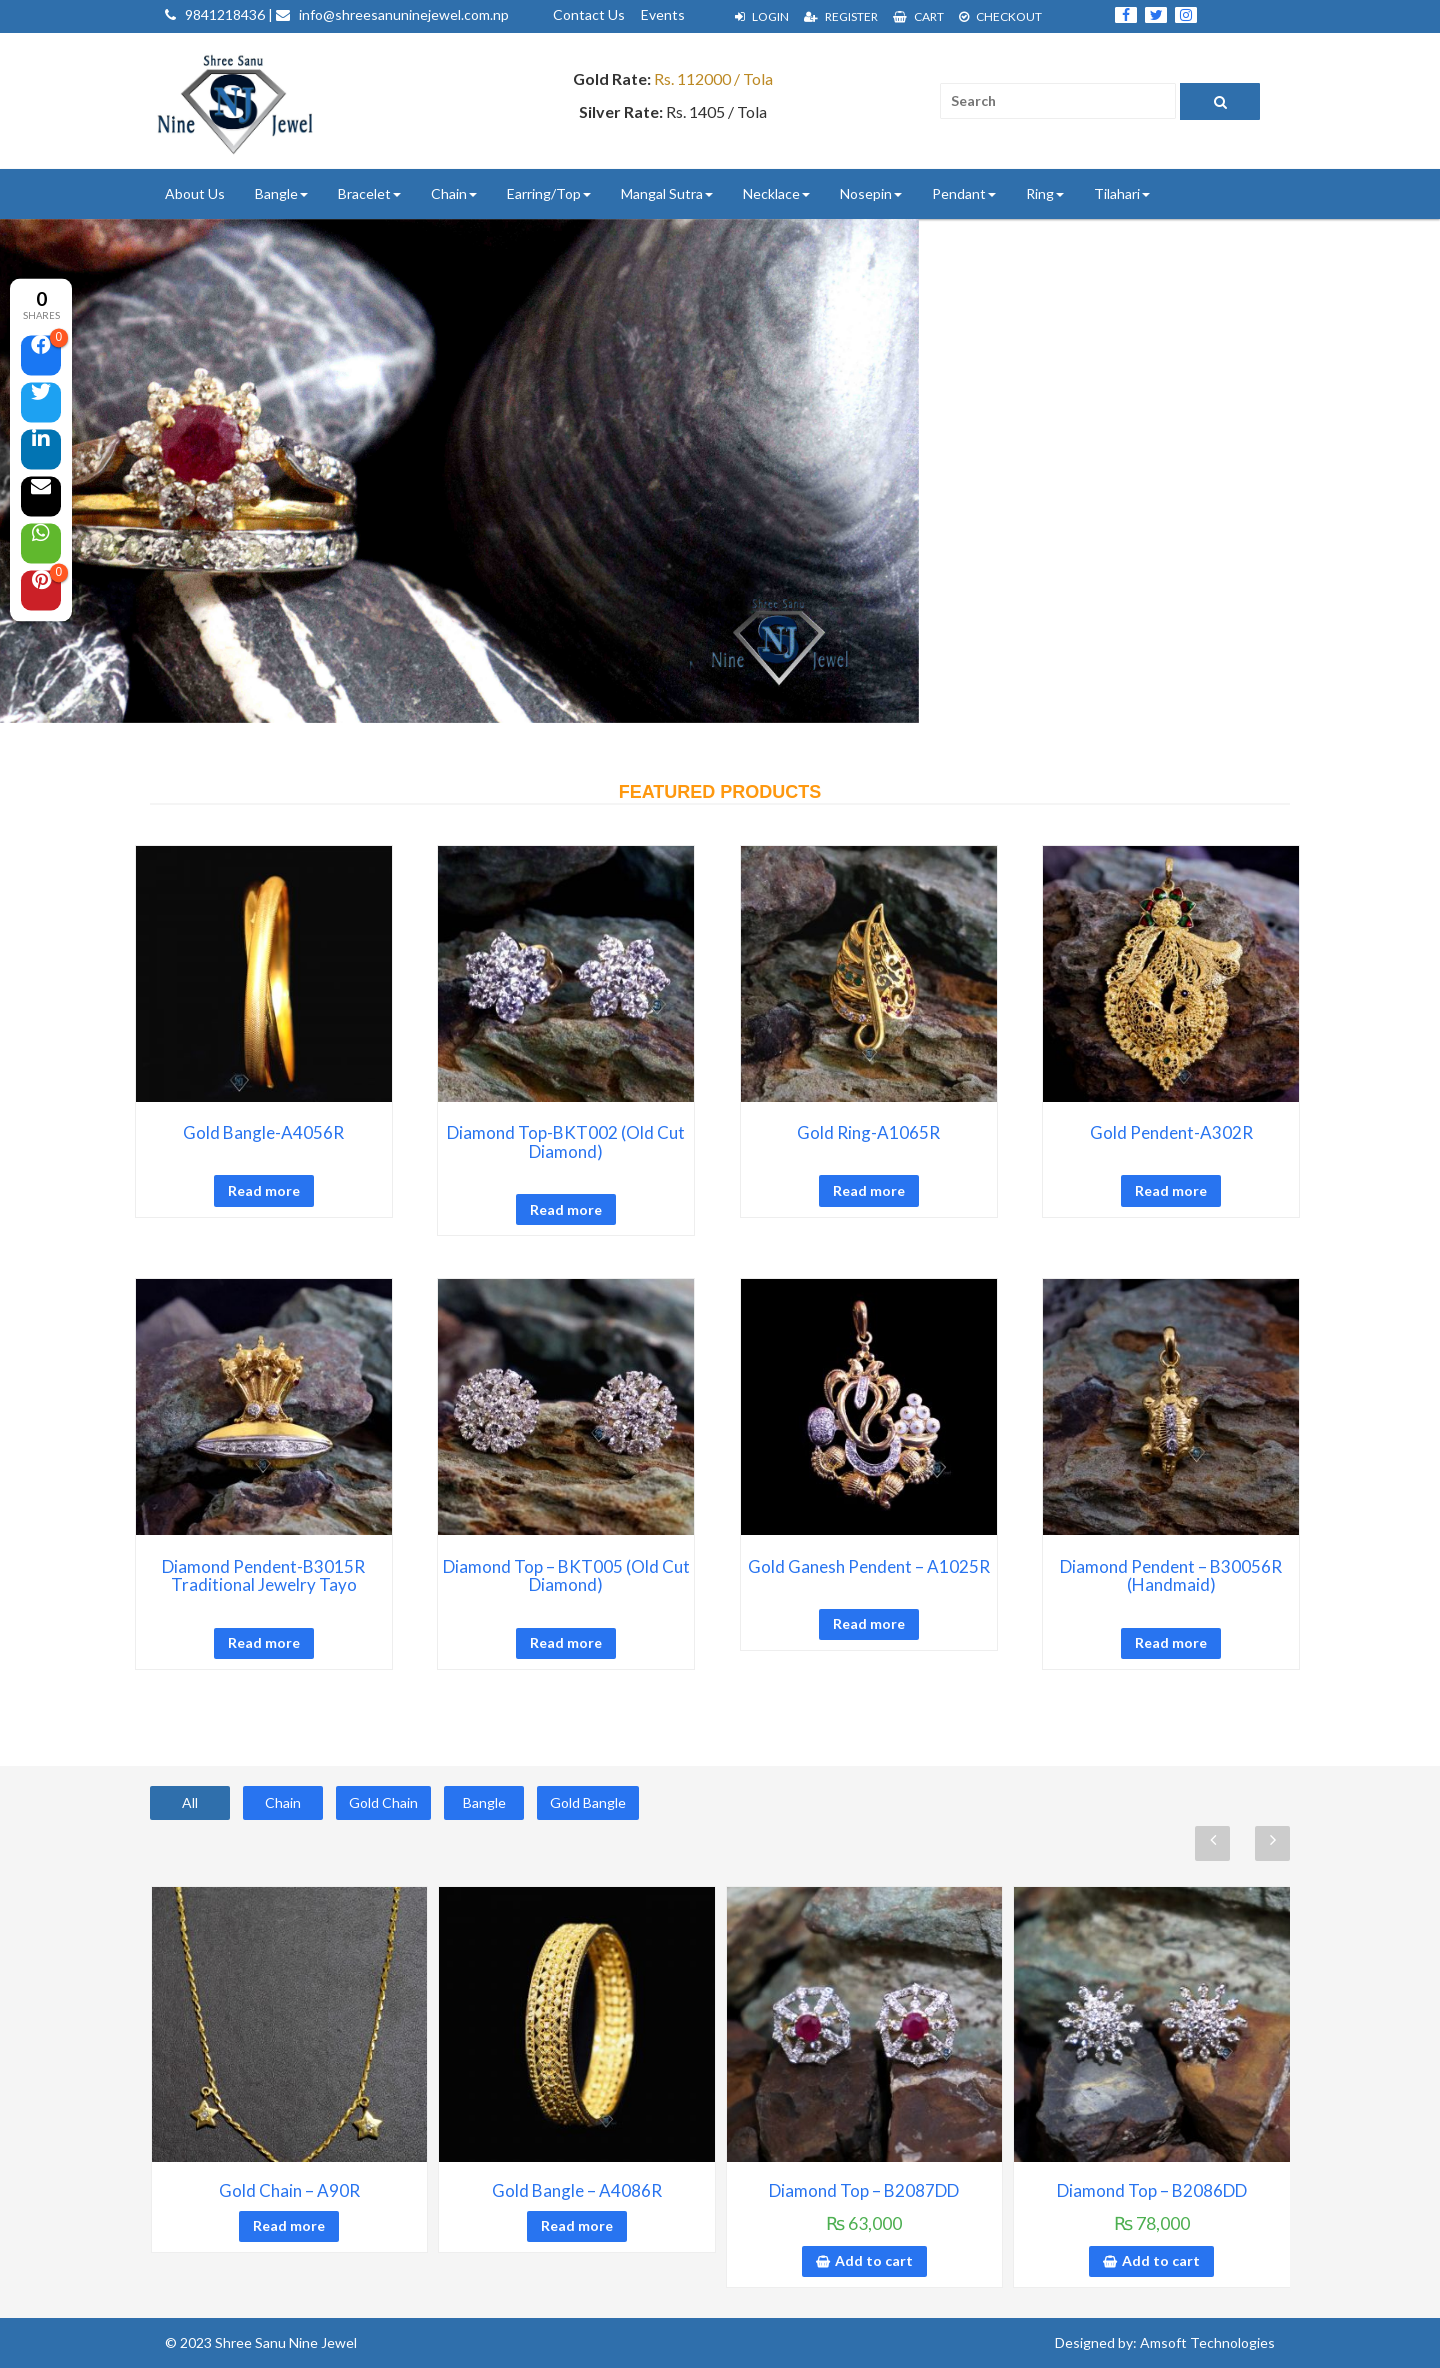 9841218436 | info@shreesanuninejewel.com.np Contact Us Events LOGIN REGISTER CART CHECKOUT
Shree Sanu
SNJ
Nine Jewel
Gold Rate: Rs. 112000 / Tola
Silver Rate: Rs. 1405 / Tola
Search
About Us Bangle Bracelet Chain Earring/Top Mangal Sutra Necklace Nosepin Pendant Ring Tilahari
0
SHARES
0
0
Shree Sanu
SNJ
Nine Jewel
FEATURED PRODUCTS
Gold Bangle-A4056R
Read more
Diamond Top-BKT002 (Old Cut
Diamond)
Read more
Gold Ring-A1065R
Read more
Gold Pendent-A302R
Read more
Diamond Pendent-B3015R
Traditional Jewelry Tayo
Read more
Diamond Top – BKT005 (Old Cut
Diamond)
Read more
Gold Ganesh Pendent – A1025R
Read more
Diamond Pendent – B30056R
(Handmaid)
Read more
All Chain Gold Chain Bangle Gold Bangle
Gold Chain – A90R
Read more
Gold Bangle – A4086R
Read more
Diamond Top – B2087DD
₨ 63,000
Add to cart
Diamond Top – B2086DD
₨ 78,000
Add to cart
© 2023 Shree Sanu Nine Jewel Designed by: Amsoft Technologies